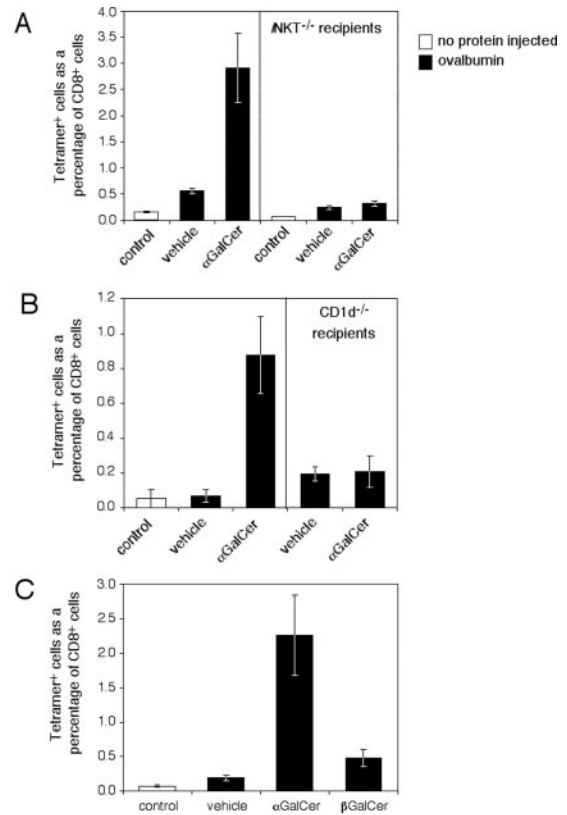 A
iNKT-/- recipients
no protein injected
ovalbumin
Tetramer+ cells as a
percentage of CD8+ cells
4.0
3.5
3.0
2.5
2.0
1.5
1.0
0.5
0.0
control
vehicle
αGalCer
control
vehicle
αGalCer
B
CD1d-/-
recipients
Tetramer+ cells as a
percentage of CD8+ cells
1.2
1.0
0.8
0.6
0.4
0.2
0.0
control
vehicle
αGalCer
vehicle
αGalCer
C
Tetramer+ cells as a
percentage of CD8+ cells
3.0
2.5
2.0
1.5
1.0
0.5
0.0
control
vehicle
αGalCer
βGalCer